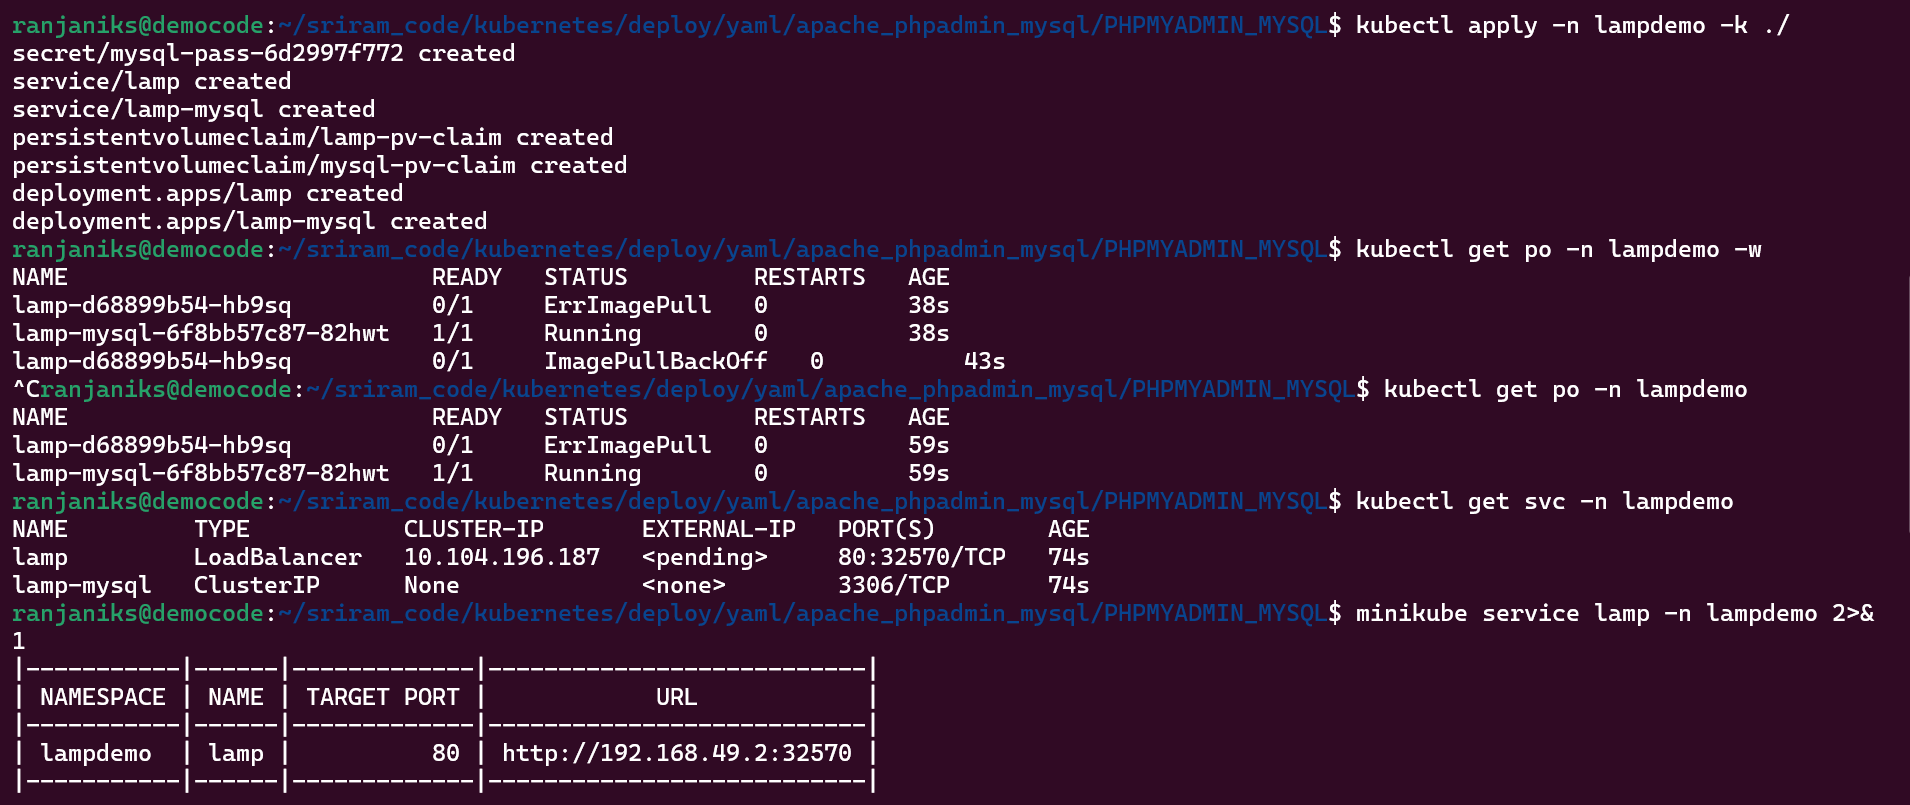 ranjaniks@democode:~/sriram_code/kubernetes/deploy/yaml/apache_phpadmin_mysql/PHPMYADMIN_MYSQL$ kubectl apply -n lampdemo -k ./
secret/mysql-pass-6d2997f772 created
service/lamp created
service/lamp-mysql created
persistentvolumeclaim/lamp-pv-claim created
persistentvolumeclaim/mysql-pv-claim created
deployment.apps/lamp created
deployment.apps/lamp-mysql created
ranjaniks@democode:~/sriram_code/kubernetes/deploy/yaml/apache_phpadmin_mysql/PHPMYADMIN_MYSQL$ kubectl get po -n lampdemo -w
NAME                          READY   STATUS         RESTARTS   AGE
lamp-d68899b54-hb9sq          0/1     ErrImagePull   0          38s
lamp-mysql-6f8bb57c87-82hwt   1/1     Running        0          38s
lamp-d68899b54-hb9sq          0/1     ImagePullBackOff   0          43s
^Cranjaniks@democode:~/sriram_code/kubernetes/deploy/yaml/apache_phpadmin_mysql/PHPMYADMIN_MYSQL$ kubectl get po -n lampdemo
NAME                          READY   STATUS         RESTARTS   AGE
lamp-d68899b54-hb9sq          0/1     ErrImagePull   0          59s
lamp-mysql-6f8bb57c87-82hwt   1/1     Running        0          59s
ranjaniks@democode:~/sriram_code/kubernetes/deploy/yaml/apache_phpadmin_mysql/PHPMYADMIN_MYSQL$ kubectl get svc -n lampdemo
NAME         TYPE           CLUSTER-IP       EXTERNAL-IP   PORT(S)        AGE
lamp         LoadBalancer   10.104.196.187   <pending>     80:32570/TCP   74s
lamp-mysql   ClusterIP      None             <none>        3306/TCP       74s
ranjaniks@democode:~/sriram_code/kubernetes/deploy/yaml/apache_phpadmin_mysql/PHPMYADMIN_MYSQL$ minikube service lamp -n lampdemo 2>&
1
|-----------|------|-------------|---------------------------|
| NAMESPACE | NAME | TARGET PORT |            URL            |
|-----------|------|-------------|---------------------------|
| lampdemo  | lamp |          80 | http://192.168.49.2:32570 |
|-----------|------|-------------|---------------------------|